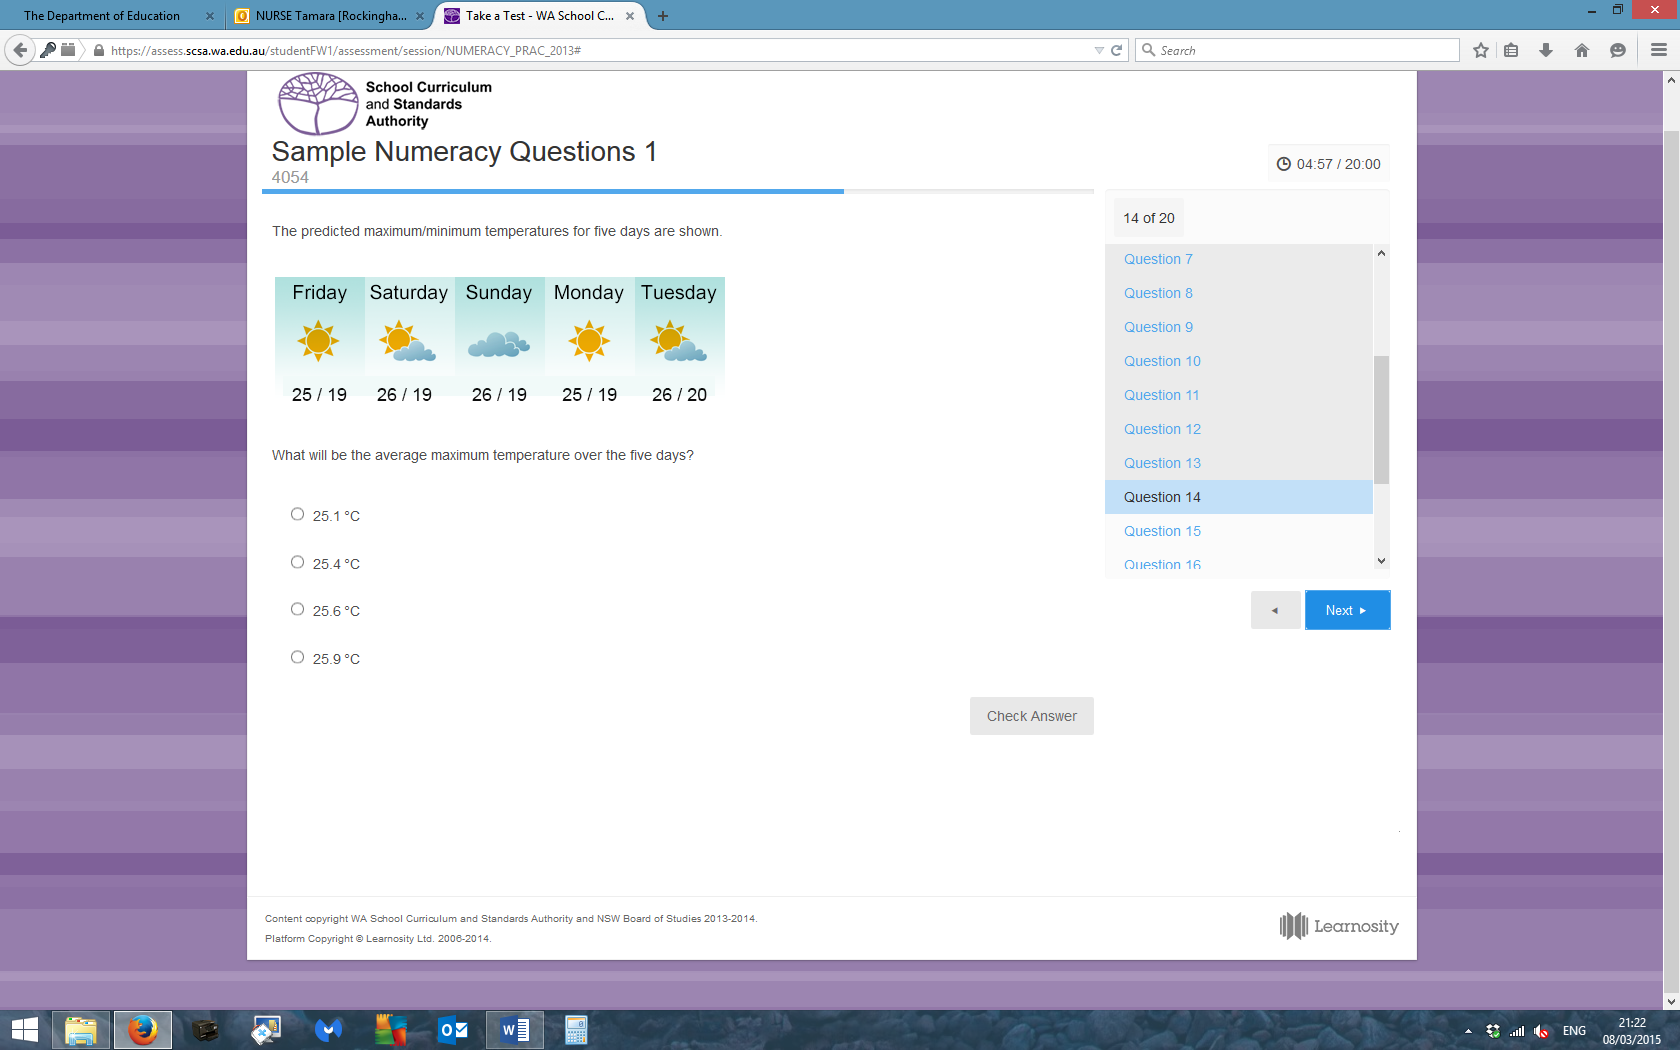 The Department of Education
NURSE Tamara [Rockingha...
Take a Test - WA School C...
https://assess.scsa.wa.edu.au/studentFW1/assessment/session/NUMERACY_PRAC_2013#
Search
School Curriculum
and Standards
Authority
Sample Numeracy Questions 1
4054
04:57 / 20:00
14 of 20
The predicted maximum/minimum temperatures for five days are shown.
Friday Saturday Sunday Monday Tuesday
25 / 19 26 / 19 26 / 19 25 / 19 26 / 20
What will be the average maximum temperature over the five days?
25.1 °C
25.4 °C
25.6 °C
25.9 °C
Question 7
Question 8
Question 9
Question 10
Question 11
Question 12
Question 13
Question 14
Question 15
Question 16
Next
Check Answer
Content copyright WA School Curriculum and Standards Authority and NSW Board of Studies 2013-2014.
Platform Copyright © Learnosity Ltd. 2006-2014.
Learnosity
ENG
21:22
08/03/2015